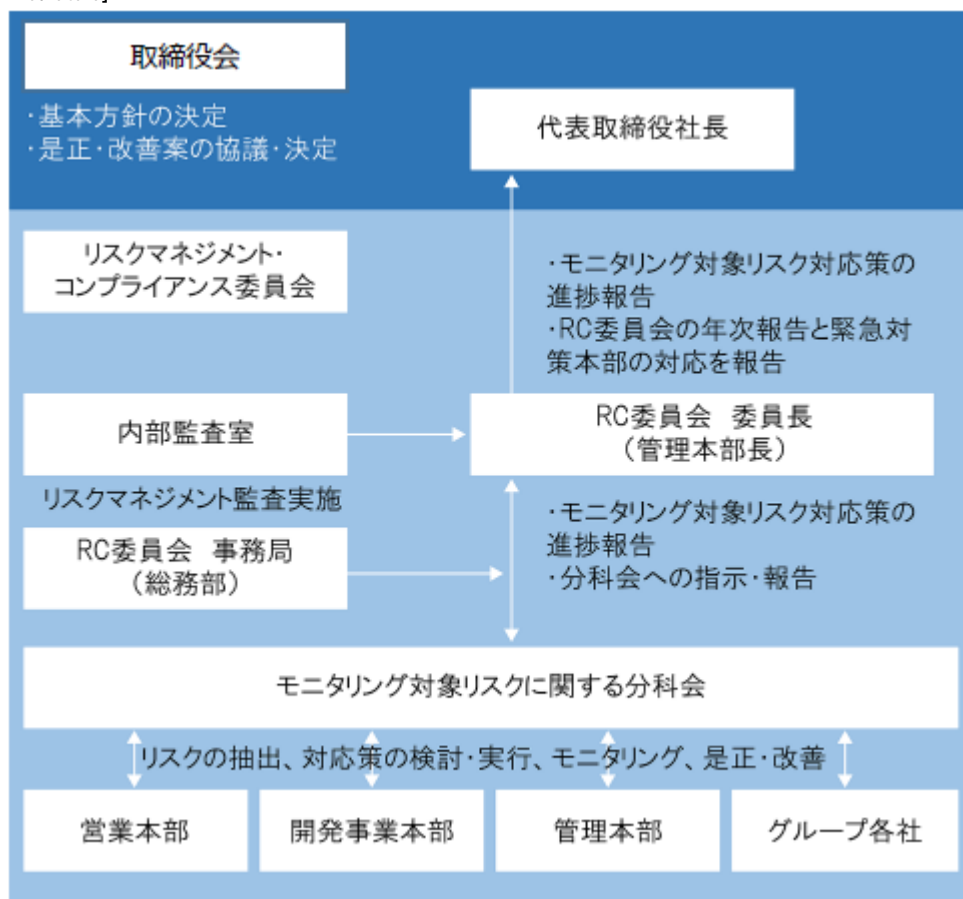 取締役会
・基本方針の決定
・是正・改善案の協議・決定
代表取締役社長
リスクマネジメント・
コンプライアンス委員会
・モニタリング対象リスク対応策の
進捗報告
・RC委員会の年次報告と緊急対
策本部の対応を報告
内部監査室
RC委員会 委員長
（管理本部長）
リスクマネジメント監査実施
RC委員会 事務局
（総務部）
・モニタリング対象リスク対応策の
進捗報告
・分科会への指示・報告
モニタリング対象リスクに関する分科会
リスクの抽出、対応策の検討・実行、モニタリング、是正・改善
営業本部
開発事業本部
管理本部
グループ各社